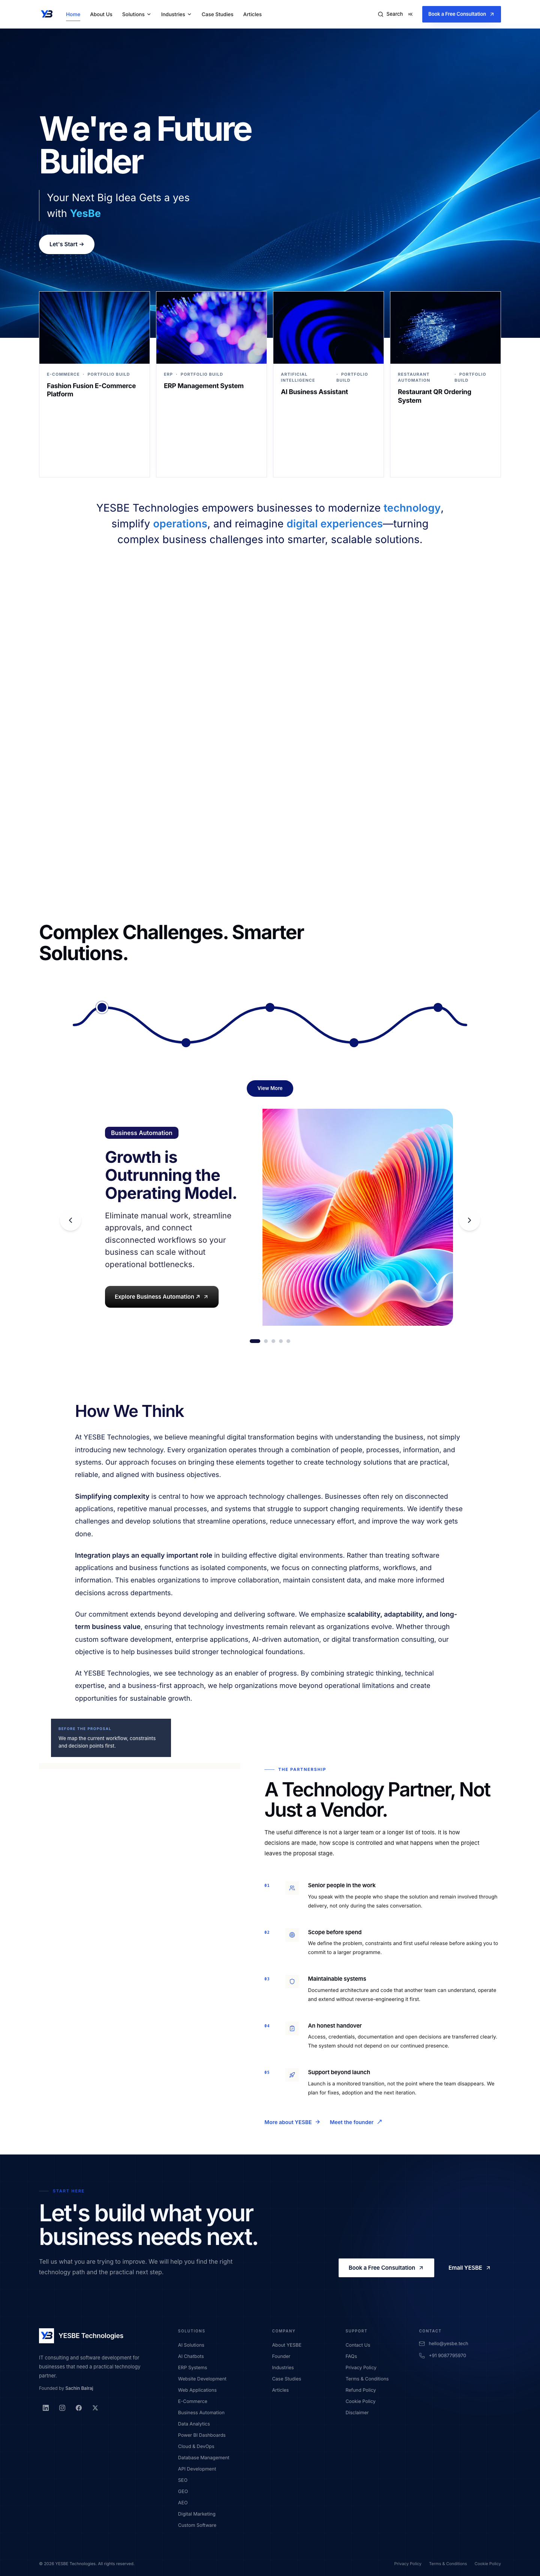 YB
Home
About Us
Solutions
Industries
Case Studies
Articles
Search
Book a Free Consultation
We're a Future
Builder
Your Next Big Idea Gets a yes
with YesBe
Let's Start →
E-COMMERCE · PORTFOLIO BUILD
Fashion Fusion E-Commerce
Platform
ERP · PORTFOLIO BUILD
ERP Management System
ARTIFICIAL
INTELLIGENCE
· PORTFOLIO
BUILD
AI Business Assistant
RESTAURANT
AUTOMATION
· PORTFOLIO
BUILD
Restaurant QR Ordering
System
YESBE Technologies empowers businesses to modernize technology,
simplify operations, and reimagine digital experiences—turning
complex business challenges into smarter, scalable solutions.
Complex Challenges. Smarter
Solutions.
View More
Business Automation
Growth is
Outrunning the
Operating Model.
Eliminate manual work, streamline
approvals, and connect
disconnected workflows so your
business can scale without
operational bottlenecks.
Explore Business Automation ↗ ↗
How We Think
At YESBE Technologies, we believe meaningful digital transformation begins with understanding the business, not simply
introducing new technology. Every organization operates through a combination of people, processes, information, and
systems. Our approach focuses on bringing these elements together to create technology solutions that are practical,
reliable, and aligned with business objectives.
Simplifying complexity is central to how we approach technology challenges. Businesses often rely on disconnected
applications, repetitive manual processes, and systems that struggle to support changing requirements. We identify these
challenges and develop solutions that streamline operations, reduce unnecessary effort, and improve the way work gets
done.
Integration plays an equally important role in building effective digital environments. Rather than treating software
applications and business functions as isolated components, we focus on connecting platforms, workflows, and
information. This enables organizations to improve collaboration, maintain consistent data, and make more informed
decisions across departments.
Our commitment extends beyond developing and delivering software. We emphasize scalability, adaptability, and long-
term business value, ensuring that technology investments remain relevant as organizations evolve. Whether through
custom software development, enterprise applications, AI-driven automation, or digital transformation consulting, our
objective is to help businesses build stronger technological foundations.
At YESBE Technologies, we see technology as an enabler of progress. By combining strategic thinking, technical
expertise, and a business-first approach, we help organizations move beyond operational limitations and create
opportunities for sustainable growth.
BEFORE THE PROPOSAL
We map the current workflow, constraints
and decision points first.
THE PARTNERSHIP
A Technology Partner, Not
Just a Vendor.
The useful difference is not a larger team or a longer list of tools. It is how
decisions are made, how scope is controlled and what happens when the project
leaves the proposal stage.
01
Senior people in the work
You speak with the people who shape the solution and remain involved through
delivery, not only during the sales conversation.
02
Scope before spend
We define the problem, constraints and first useful release before asking you to
commit to a larger programme.
03
Maintainable systems
Documented architecture and code that another team can understand, operate
and extend without reverse-engineering it first.
04
An honest handover
Access, credentials, documentation and open decisions are transferred clearly.
The system should not depend on our continued presence.
05
Support beyond launch
Launch is a monitored transition, not the point where the team disappears. We
plan for fixes, adoption and the next iteration.
More about YESBE →
Meet the founder ↗
START HERE
Let's build what your
business needs next.
Tell us what you are trying to improve. We will help you find the right
technology path and the practical next step.
Book a Free Consultation ↗
Email YESBE ↗
YB
YESBE Technologies
IT consulting and software development for
businesses that need a practical technology
partner.
Founded by Sachin Balraj
SOLUTIONS
AI Solutions
AI Chatbots
ERP Systems
Website Development
Web Applications
E-Commerce
Business Automation
Data Analytics
Power BI Dashboards
Cloud & DevOps
Database Management
API Development
SEO
GEO
AEO
Digital Marketing
Custom Software
COMPANY
About YESBE
Founder
Industries
Case Studies
Articles
SUPPORT
Contact Us
FAQs
Privacy Policy
Terms & Conditions
Refund Policy
Cookie Policy
Disclaimer
CONTACT
hello@yesbe.tech
+91 8087795970
© 2026 YESBE Technologies. All rights reserved.
Privacy Policy
Terms & Conditions
Cookie Policy